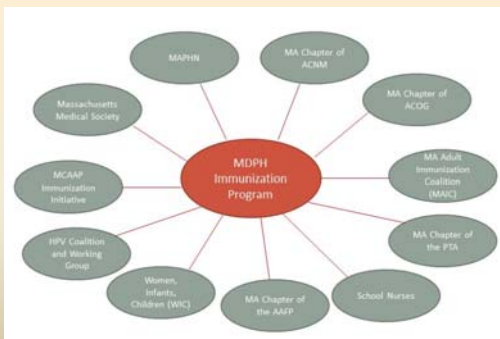 MAPHN
MA Chapter of
ACNM
Massachusetts
Medical Society
MA Chapter of
ACOG
MDPH
Immunization
Program
MCAAP
Immunization
Initiative
MA Adult
Immunization
Coalition
(MAIC)
HPV Coalition
and Working
Group
MA Chapter of
the PTA
Women,
Infants,
Children (WIC)
MA Chapter of
the AAFP
School Nurses